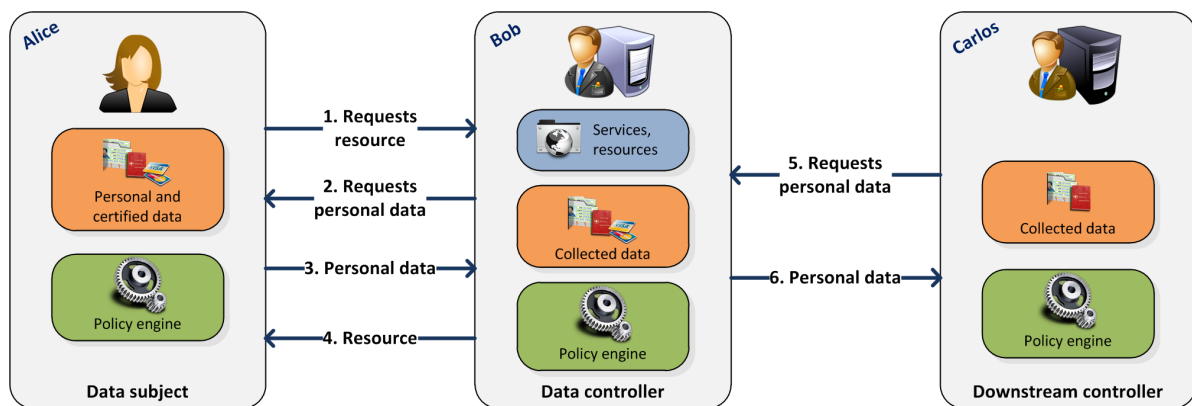 Alice
Personal and
certified data
Policy engine
Data subject
1. Requests
resource
2. Requests
personal data
3. Personal data
4. Resource
Bob
Services,
resources
Collected data
Policy engine
Data controller
5. Requests
personal data
6. Personal data
Carlos
Collected data
Policy engine
Downstream controller